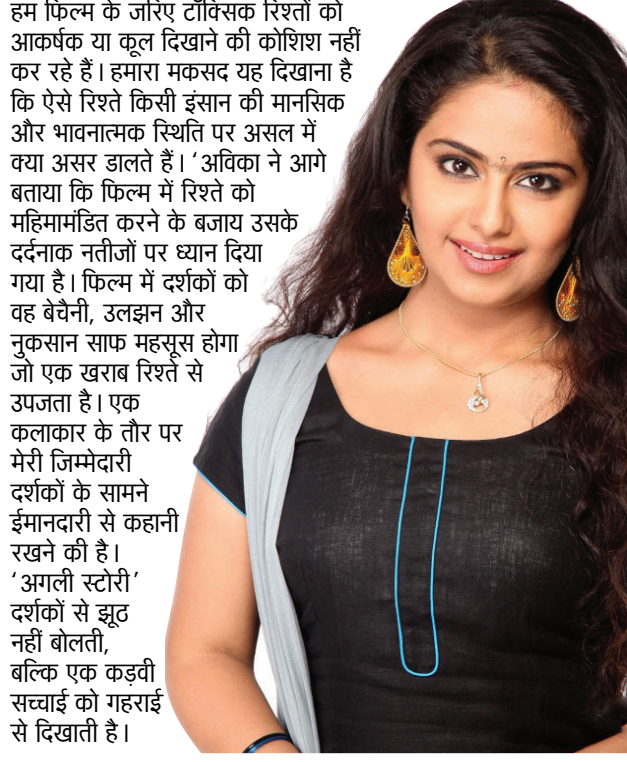 हम फिल्म के जरिए टॉक्सिक रिश्तों को
आकर्षक या कूल दिखाने की कोशिश नहीं
कर रहे हैं। हमारा मकसद यह दिखाना है
कि ऐसे रिश्ते किसी इंसान की मानसिक
और भावनात्मक स्थिति पर असल में
क्या असर डालते हैं। ‘अविका ने आगे
बताया कि फिल्म में रिश्ते को
महिमामंडित करने के बजाय उसके
दर्दनाक नतीजों पर ध्यान दिया
गया है। फिल्म में दर्शकों को
वह बेचैनी, उलझन और
नुकसान साफ महसूस होगा
जो एक खराब रिश्ते से
उपजता है। एक
कलाकार के तौर पर
मेरी जिम्मेदारी
दर्शकों के सामने
ईमानदारी से कहानी
रखने की है।
‘अगली स्टोरी’
दर्शकों से झूठ
नहीं बोलती,
बल्कि एक कड़वी
सच्चाई को गहराई
से दिखाती है।